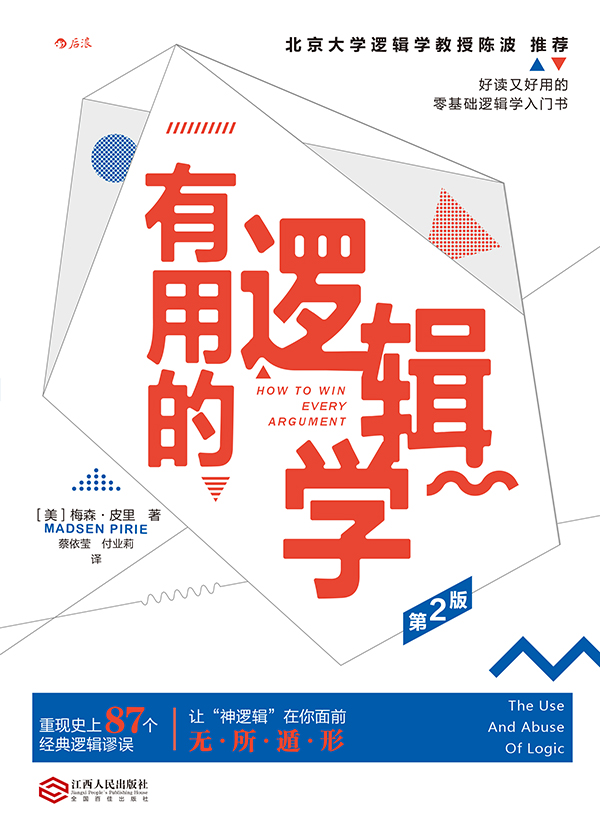 后浪
北京大学逻辑学教授陈波 推荐
好读又好用的
零基础逻辑学入门书
有用的
逻辑学
HOW TO WIN
EVERY
ARGUMENT
[美]梅森·皮里 著
MADSEN PIRIE
蔡依莹 付业莉
译
第2版
重现史上87个
经典逻辑谬误
让“神逻辑”在你面前
无·所·遁·形
The Use
And Abuse
Of Logic
江西人民出版社
Jiangxi People's Publishing House
全国百佳出版社